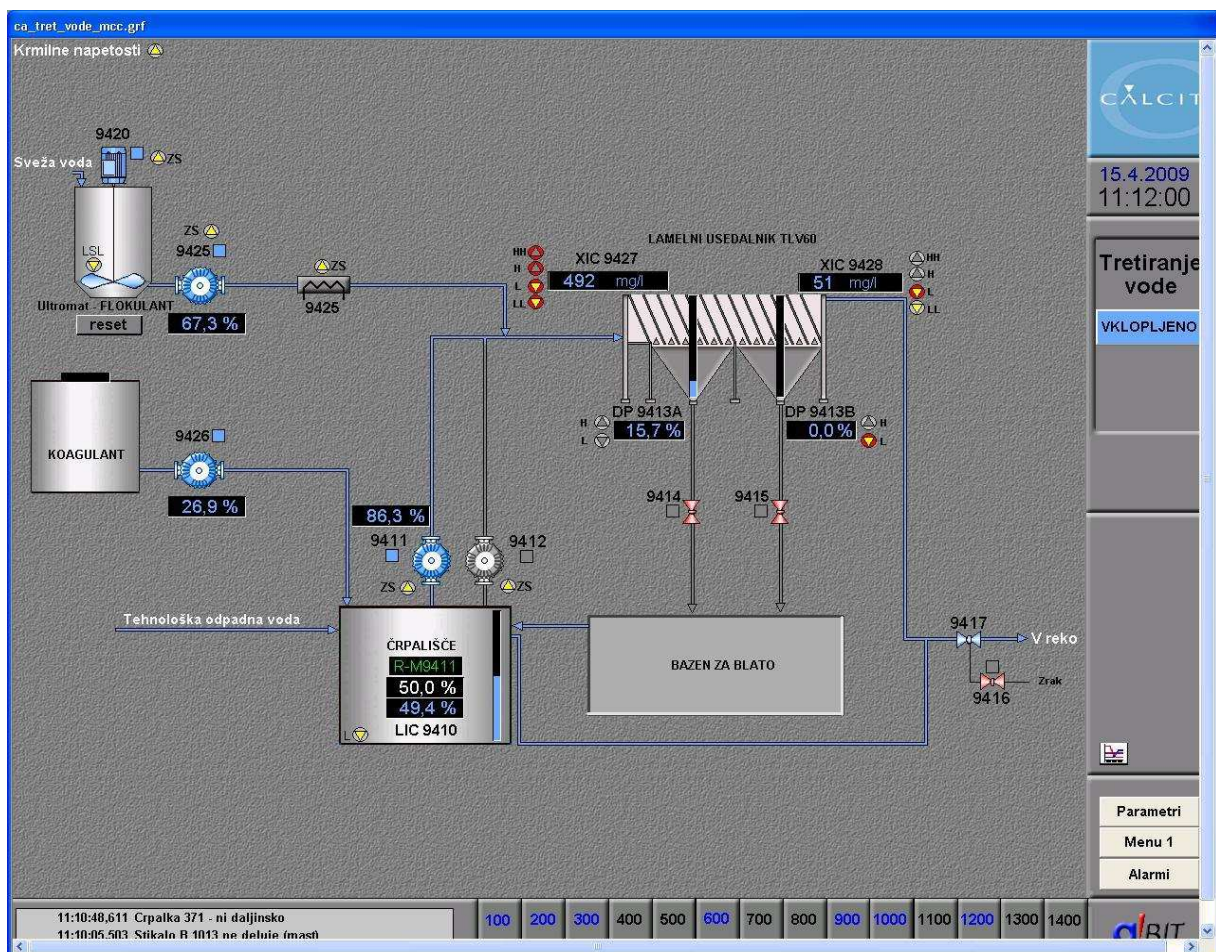 ca_tret_vode_mcc.grf
Krmilne napetosti
CALCIT
15.4.2009
11:12:00
Tretiranje
vode
VKLOPLJENO
9420
ZS
Sveža voda
LSL
ZS
9425
Ultromat - FLOKULANT
reset
67,3 %
ZS
9425
LAMELNI USEDALNIK TLV60
HH
H
L
LL
XIC 9427
492 mg/l
XIC 9428
51 mg/l
HH
H
L
LL
DP 9413A
H
L
15,7 %
DP 9413B
0,0 %
H
L
KOAGULANT
9426
26,9 %
86,3 %
9411
9412
ZS
ZS
9414
9415
Tehnološka odpadna voda
ČRPALIŠČE
R-M9411
50,0 %
49,4 %
LIC 9410
L
BAZEN ZA BLATO
9417
V reko
9416
Zrak
Parametri
Menu 1
Alarmi
11:10:48,611 Crpalka 371 - ni daljinsko
11:10:05,503 Stikalo B 1013 ne deluje (mast)
100 200 300 400 500 600 700 800 900 1000 1100 1200 1300 1400
a/BIT